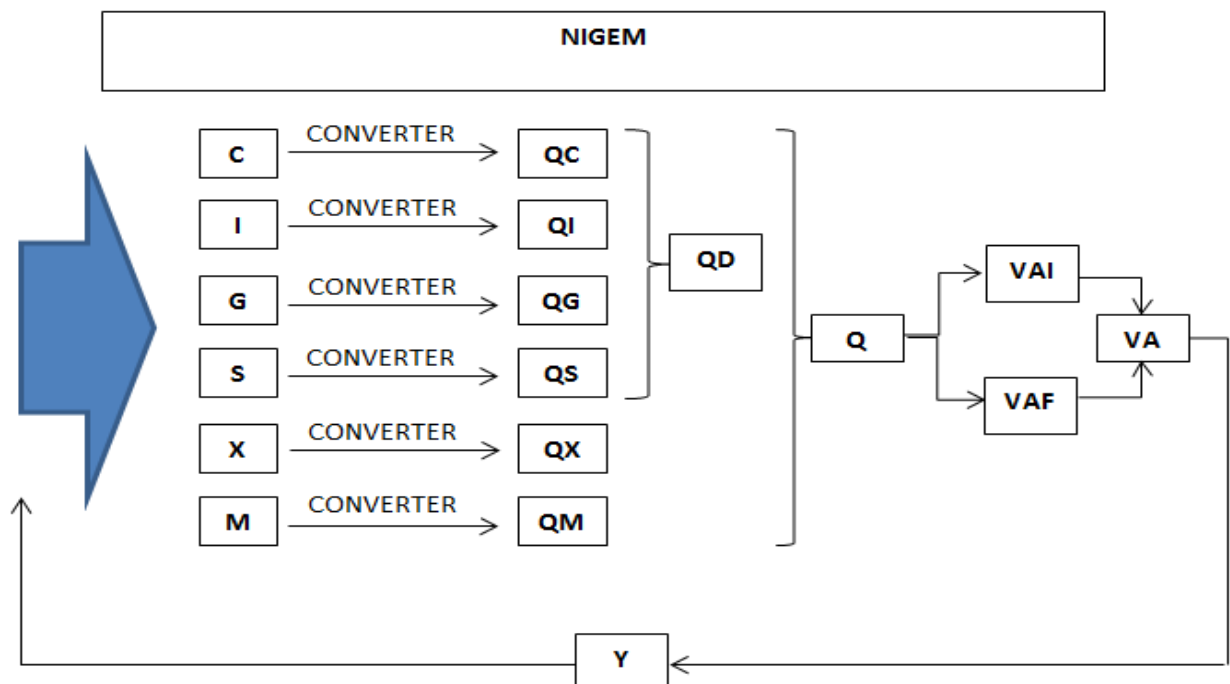 NIGEM
C CONVERTER QC
I CONVERTER QI
G CONVERTER QG
S CONVERTER QS
X CONVERTER QX
M CONVERTER QM
QD
Q
VAI
VAF
VA
Y